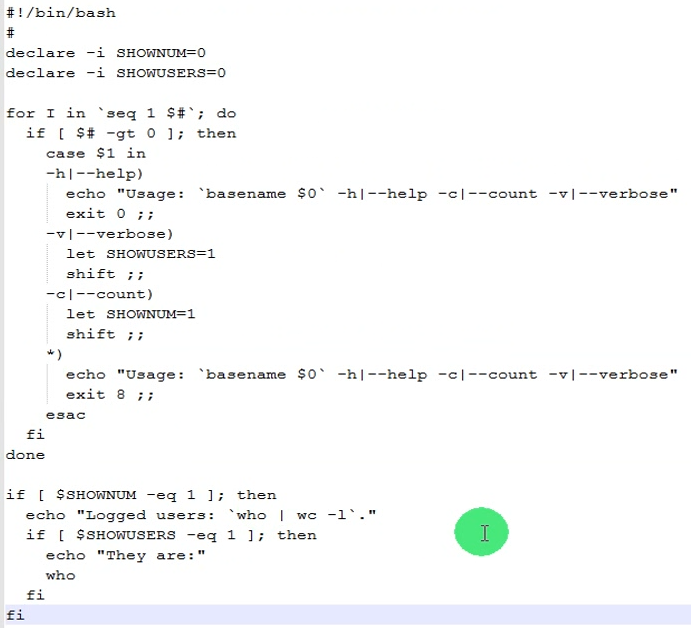 #!/bin/bash
#
declare -i SHOWNUM=0
declare -i SHOWUSERS=0

for I in `seq 1 $#`; do
  if [ $# -gt 0 ]; then
    case $1 in
    -h|--help)
      echo "Usage: `basename $0` -h|--help -c|--count -v|--verbose"
      exit 0 ;;
    -v|--verbose)
      let SHOWUSERS=1
      shift ;;
    -c|--count)
      let SHOWNUM=1
      shift ;;
    *)
      echo "Usage: `basename $0` -h|--help -c|--count -v|--verbose"
      exit 8 ;;
    esac
  fi
done

if [ $SHOWNUM -eq 1 ]; then
  echo "Logged users: `who | wc -l`."
  if [ $SHOWUSERS -eq 1 ]; then
    echo "They are:"
    who
  fi
fi